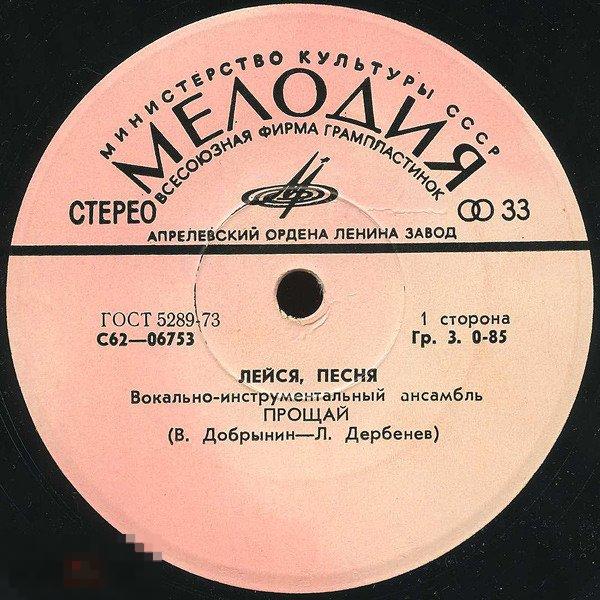 МИНИСТЕРСТВО КУЛЬТУРЫ СССР
МЕЛОДИЯ
ВСЕСОЮЗНАЯ ФИРМА ГРАМПЛАСТИНОК
СТЕРЕО
33
АПРЕЛЕВСКИЙ ОРДЕНА ЛЕНИНА ЗАВОД
ГОСТ 5289-73
1 сторона
С62—06753
Гр. 3. 0-85
ЛЕЙСЯ, ПЕСНЯ
Вокально-инструментальный ансамбль
ПРОЩАЙ
(В. Добрынин—Л. Дербенев)